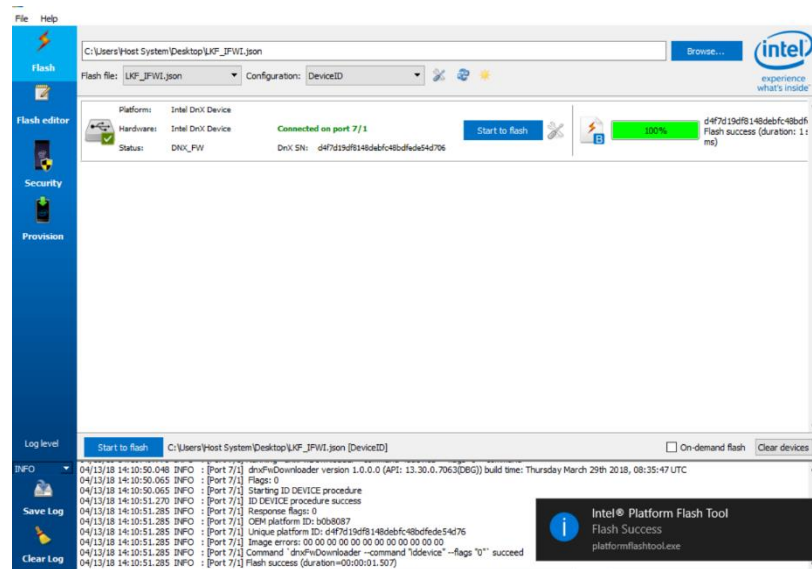 File Help
Flash
Flash editor
Security
Provision
Log level
INFO
Save Log
Clear Log
C:\Users\Host System\Desktop\LKF_IFWI.json
Browse...
intel
experience
what's inside
Flash file: LKF_IFWI.json Configuration: DeviceID
Platform: Intel DnX Device
Hardware: Intel DnX Device Connected on port 7/1
Status: DNX_FW DnX SN: d4f7d19df8148debfc48bdfede54d706
Start to flash
B
100%
d4f7d19df8148debfc48bdf
Flash success (duration: 1
ms)
Start to flash C:\Users\Host System\Desktop\LKF_IFWI.json [DeviceID] On-demand flash Clear devices
04/13/18 14:10:50.048 INFO : [Port 7/1] dnxFwDownloader version 1.0.0.0 (API: 13.30.0.7063(DBG)) build time: Thursday March 29th 2018, 08:35:47 UTC
04/13/18 14:10:50.065 INFO : [Port 7/1] Flags: 0
04/13/18 14:10:50.065 INFO : [Port 7/1] Starting ID DEVICE procedure
04/13/18 14:10:51.270 INFO : [Port 7/1] ID DEVICE procedure success
04/13/18 14:10:51.285 INFO : [Port 7/1] Response flags: 0
04/13/18 14:10:51.285 INFO : [Port 7/1] OEM platform ID: b0b8087
04/13/18 14:10:51.285 INFO : [Port 7/1] Unique platform ID: d4f7d19df8148debfc48bdfede54d76
04/13/18 14:10:51.285 INFO : [Port 7/1] Image errors: 00 00 00 00 00 00 00 00 00 00 00 00
04/13/18 14:10:51.285 INFO : [Port 7/1] Command `dnxFwDownloader --command "iddevice" --flags "0"` succeed
04/13/18 14:10:51.285 INFO : [Port 7/1] Flash success (duration=00:00:01.507)
Intel® Platform Flash Tool
Flash Success
platformflashtool.exe